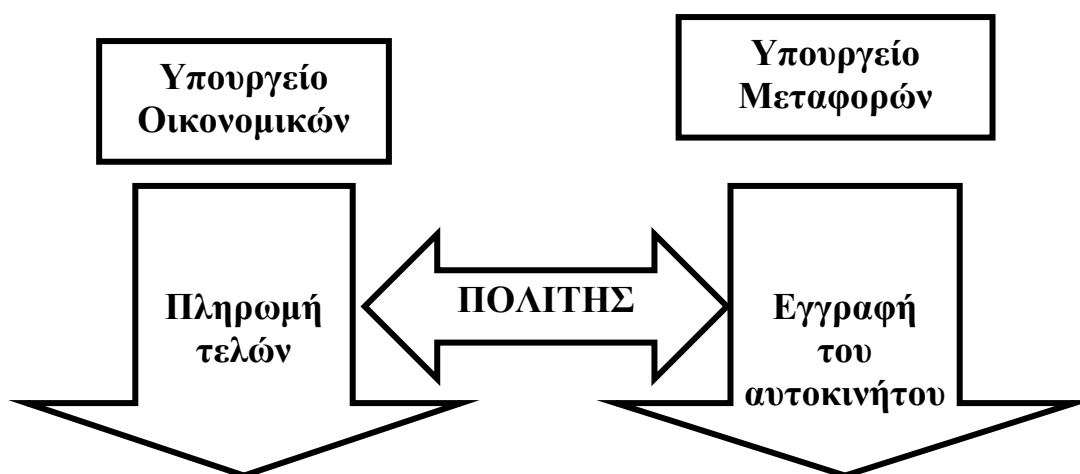 Υπουργείο
Οικονομικών
Υπουργείο
Μεταφορών
Πληρωμή
τελών
ΠΟΛΙΤΗΣ
Εγγραφή
του
αυτοκινήτου